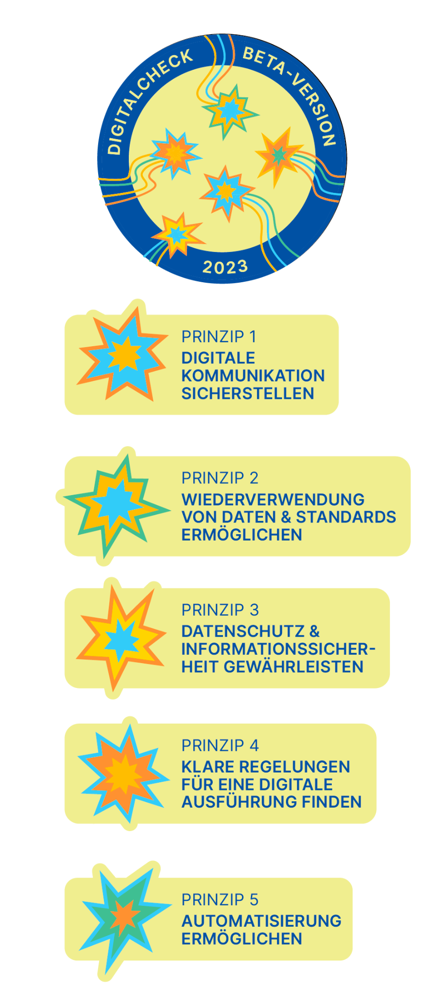 DIGITALCHECK
BETA-VERSION
2023
PRINZIP 1
DIGITALE
KOMMUNIKATION
SICHERSTELLEN
PRINZIP 2
WIEDERVERWENDUNG
VON DATEN & STANDARDS
ERMÖGLICHEN
PRINZIP 3
DATENSCHUTZ &
INFORMATIONSSICHER-
HEIT GEWÄHRLEISTEN
PRINZIP 4
KLARE REGELUNGEN
FÜR EINE DIGITALE
AUSFÜHRUNG FINDEN
PRINZIP 5
AUTOMATISIERUNG
ERMÖGLICHEN